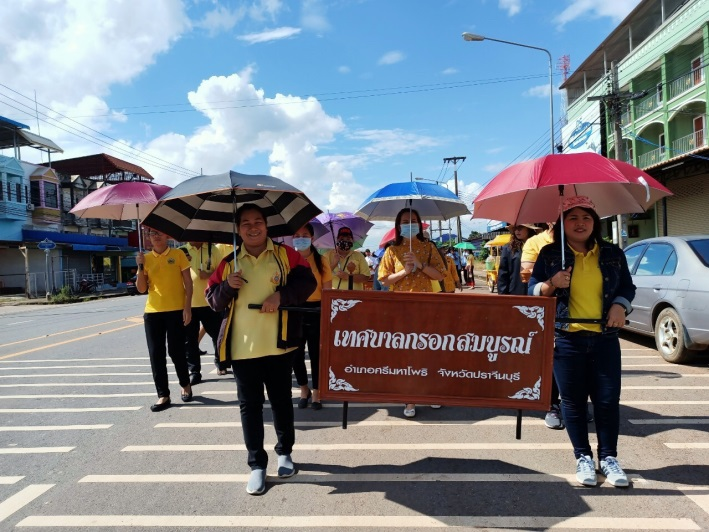 เทศบาลกรอกสมบูรณ์
อำเภอศรีมหาโพธิ จังหวัดปราจีนบุรี